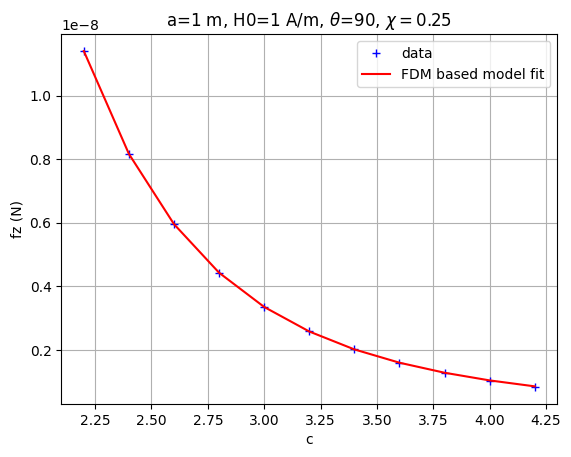 a=1 m, H0=1 A/m, θ=90, χ = 0.25
1e−8
data
FDM based model fit
1.0
0.8
0.6
0.4
0.2
fz (N)
2.25 2.50 2.75 3.00 3.25 3.50 3.75 4.00 4.25
c